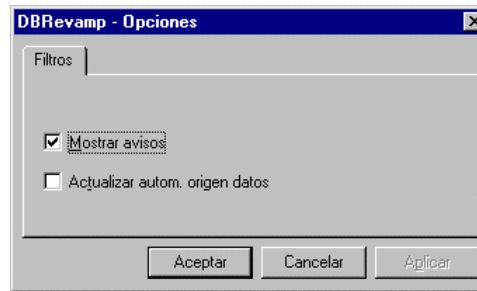 DBRevamp - Opciones
Filtros
Mostrar avisos
Actualizar autom. origen datos
Aceptar Cancelar Aplicar